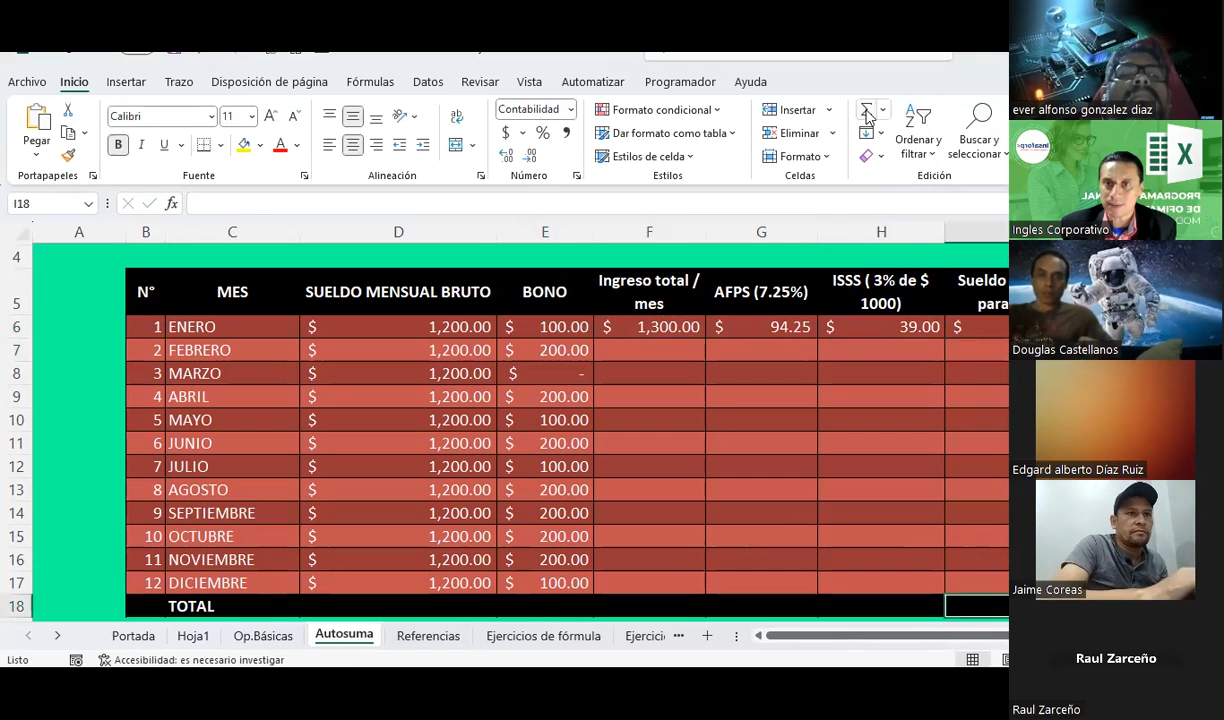 Archivo Inicio Insertar Trazo Disposición de página Fórmulas Datos Revisar Vista Automatizar Programador Ayuda
Pegar
Portapapeles
Calibri 11
N K S
Fuente
Alineación
Contabilidad
$ % 
Número
Formato condicional
Dar formato como tabla
Estilos de celda
Estilos
Insertar
Eliminar
Formato
Celdas
Ordenar y filtrar
Buscar y seleccionar
Edición
I18 fx
A B C D E F G H
4
5 N° MES SUELDO MENSUAL BRUTO BONO Ingreso total / mes AFPS (7.25%) ISSS ( 3% de $ 1000) Sueldo para
6 1 ENERO $ 1,200.00 $ 100.00 $ 1,300.00 $ 94.25 $ 39.00 $
7 2 FEBRERO $ 1,200.00 $ 200.00
8 3 MARZO $ 1,200.00 $ -
9 4 ABRIL $ 1,200.00 $ 200.00
10 5 MAYO $ 1,200.00 $ 100.00
11 6 JUNIO $ 1,200.00 $ 200.00
12 7 JULIO $ 1,200.00 $ 100.00
13 8 AGOSTO $ 1,200.00 $ 200.00
14 9 SEPTIEMBRE $ 1,200.00 $ 200.00
15 10 OCTUBRE $ 1,200.00 $ 200.00
16 11 NOVIEMBRE $ 1,200.00 $ 200.00
17 12 DICIEMBRE $ 1,200.00 $ 100.00
18 TOTAL
Portada Hoja1 Op.Básicas Autosuma Referencias Ejercicios de fórmula Ejercici
Listo Accesibilidad: es necesario investigar
ever alfonso gonzalez diaz
insaforp
PROGRAMA
DE OFIMA
Ingles Corporativo
Douglas Castellanos
Edgard alberto Díaz Ruiz
Jaime Coreas
Raul Zarceño
Raul Zarceño